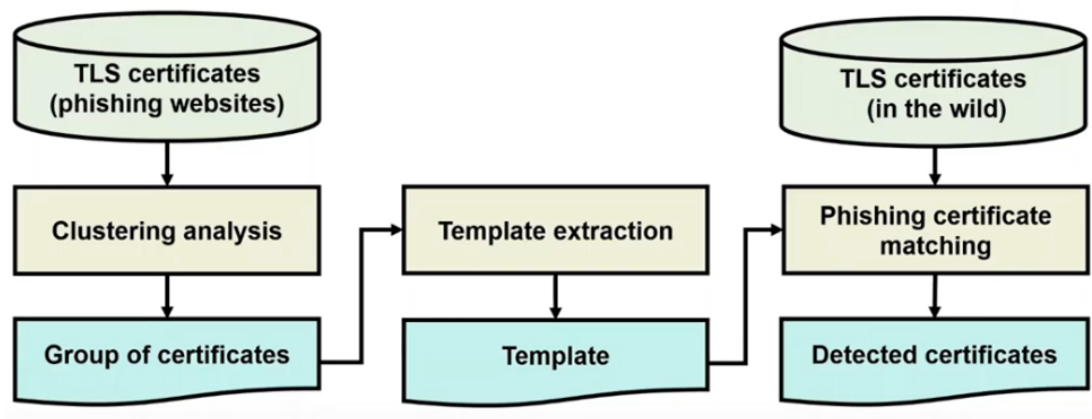 TLS certificates
(phishing websites)
Clustering analysis
Group of certificates
Template extraction
Template
TLS certificates
(in the wild)
Phishing certificate
matching
Detected certificates